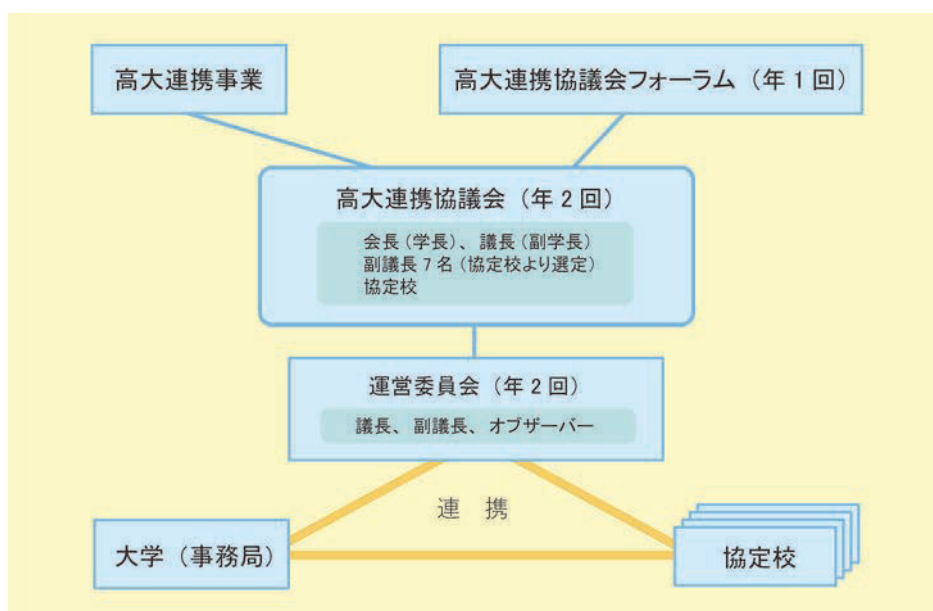 高大連携事業
高大連携協議会フォーラム（年1回）
高大連携協議会（年2回）
会長（学長）、議長（副学長）
副議長7名（協定校より選定）
協定校
運営委員会（年2回）
議長、副議長、オブザーバー
連　携
大学（事務局）
協定校